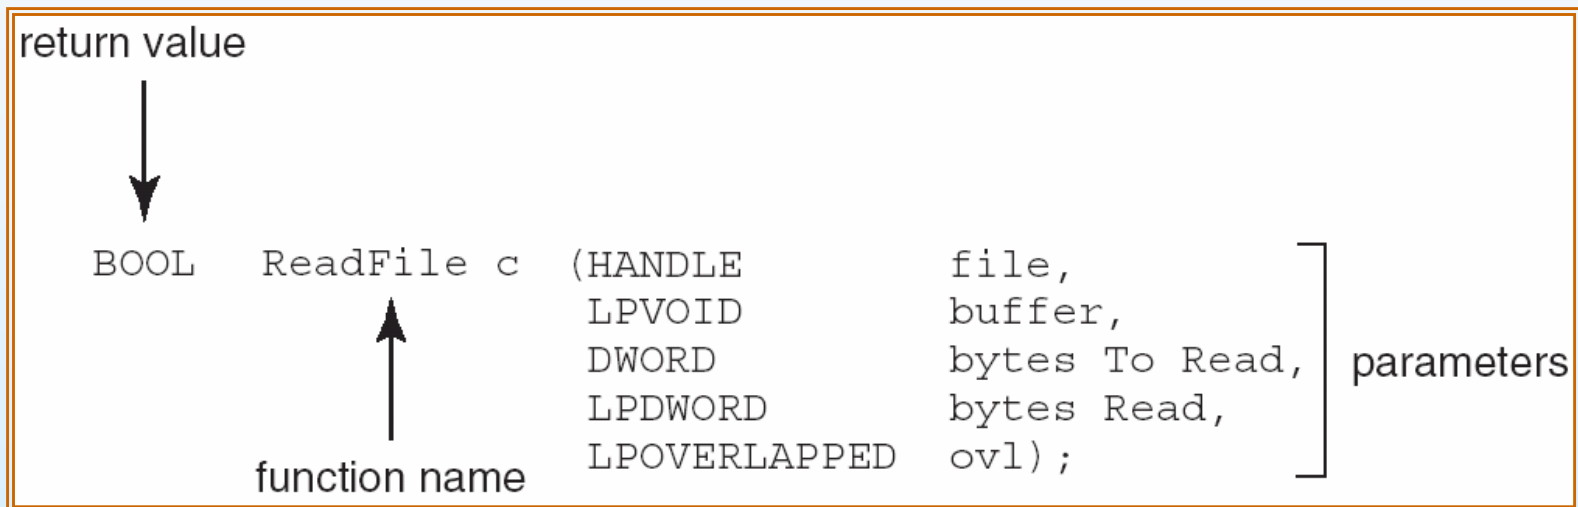 return value
BOOL ReadFile c (HANDLE file,
LPVOID buffer,
DWORD bytes To Read,
LPDWORD bytes Read,
LPOVERLAPPED ovl);
parameters
function name